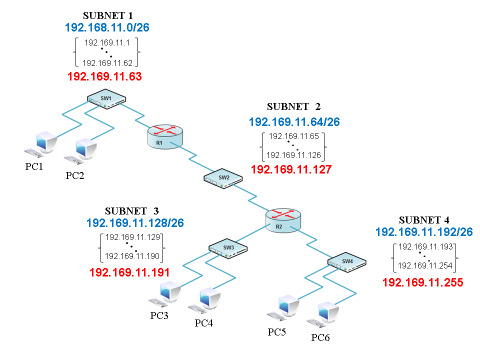 SUBNET 1
192.168.11.0/26
192.169.11.1
192.169.11.62
192.169.11.63
SW1
PC1
PC2
R1
SUBNET 2
192.169.11.64/26
192.169.11.65
192.169.11.126
192.169.11.127
SW2
R2
SUBNET 3
192.169.11.128/26
192.169.11.129
192.169.11.190
192.169.11.191
SW3
PC3
PC4
SUBNET 4
192.169.11.192/26
192.169.11.193
192.169.11.254
192.169.11.255
SW4
PC5
PC6